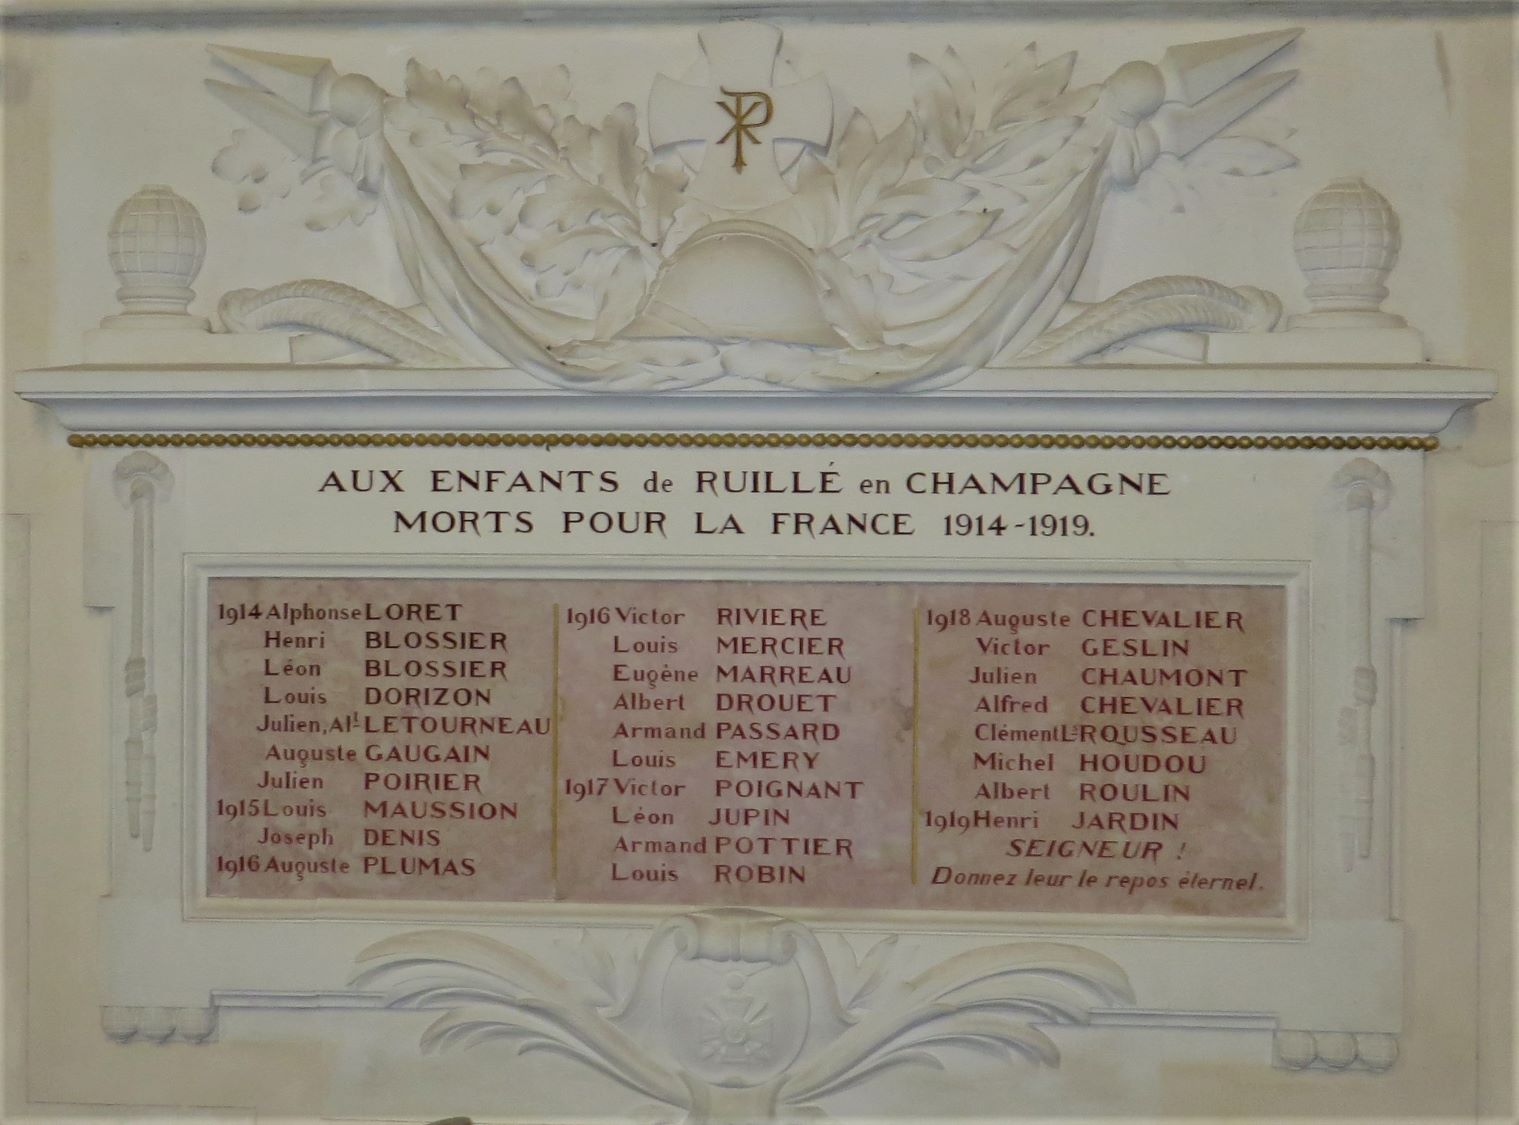 AUX ENFANTS de RUILLÉ en CHAMPAGNE
MORTS POUR LA FRANCE 1914-1919.
1914 Alphonse LORET
Henri BLOSSIER
Léon BLOSSIER
Louis DORIZON
Julien, Al. LETOURNEAU
Auguste GAUGAIN
Julien POIRIER
1915 Louis MAUSSION
Joseph DENIS
1916 Auguste PLUMAS
1916 Victor RIVIERE
Louis MERCIER
Eugène MARREAU
Albert DROUET
Armand PASSARD
Louis EMERY
1917 Victor POIGNANT
Léon JUPIN
Armand POTTIER
Louis ROBIN
1918 Auguste CHEVALIER
Victor GESLIN
Julien CHAUMONT
Alfred CHEVALIER
Clément Ls ROUSSEAU
Michel HOUDOU
Albert ROULIN
1919 Henri JARDIN
SEIGNEUR !
Donnez leur le repos éternel.